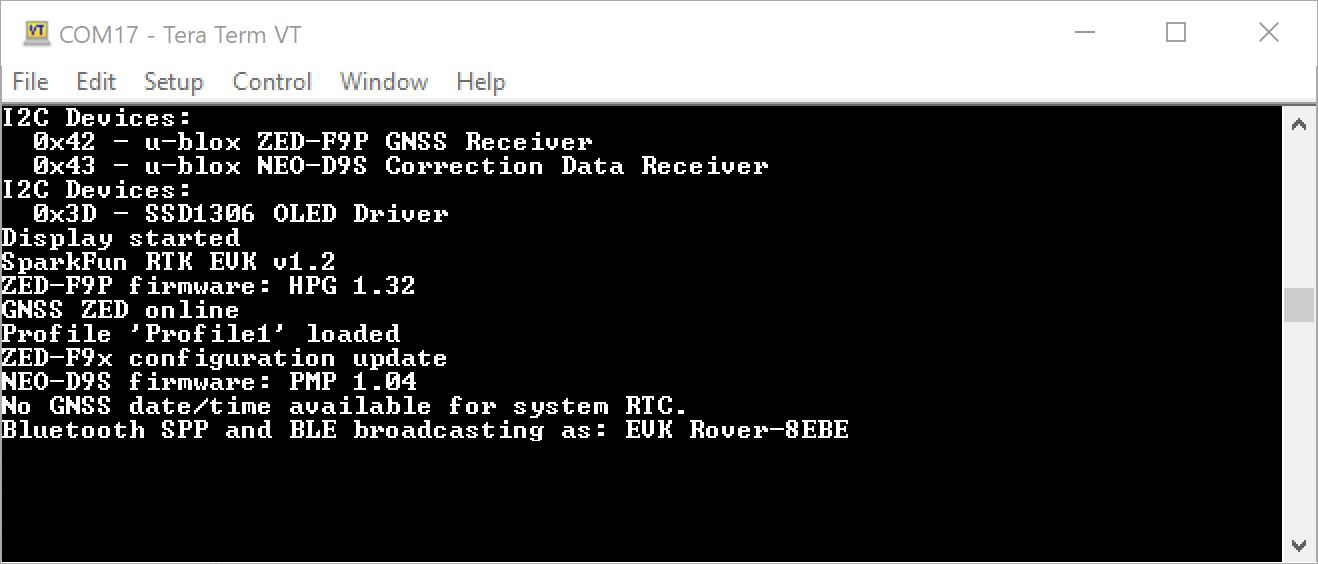 COM17 - Tera Term VT
File Edit Setup Control Window Help
I2C Devices:
  0x42 - u-blox ZED-F9P GNSS Receiver
  0x43 - u-blox NEO-D9S Correction Data Receiver
I2C Devices:
  0x3D - SSD1306 OLED Driver
Display started
SparkFun RTK EVK v1.2
ZED-F9P firmware: HPG 1.32
GNSS ZED online
Profile 'Profile1' loaded
ZED-F9x configuration update
NEO-D9S firmware: PMP 1.04
No GNSS date/time available for system RTC.
Bluetooth SPP and BLE broadcasting as: EVK Rover-8EBE